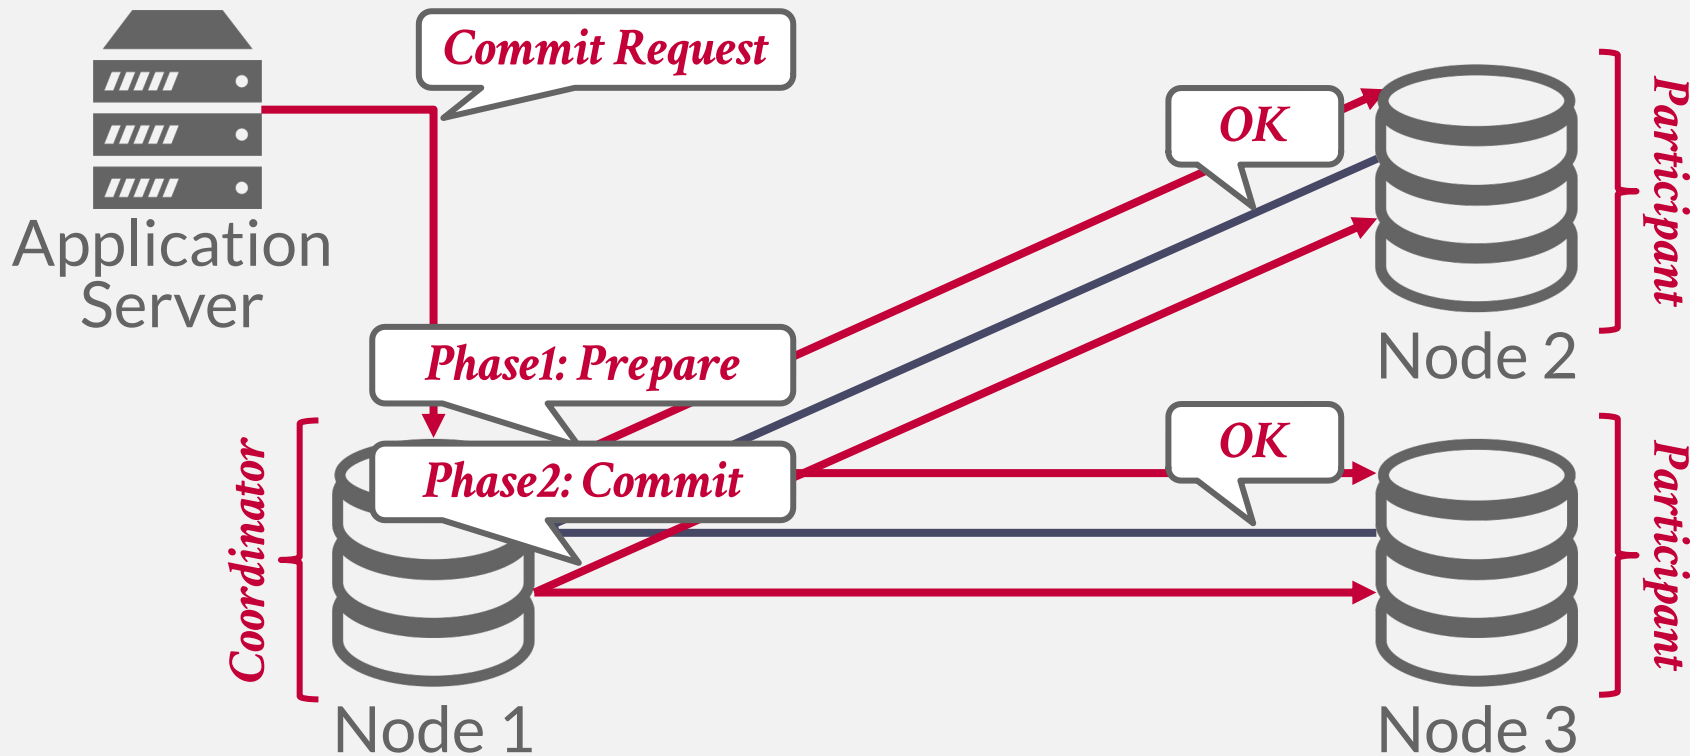 Commit Request
OK
Participant
Application
Server
Node 2
Phase1: Prepare
OK
Phase2: Commit
Coordinator
Participant
Node 1
Node 3